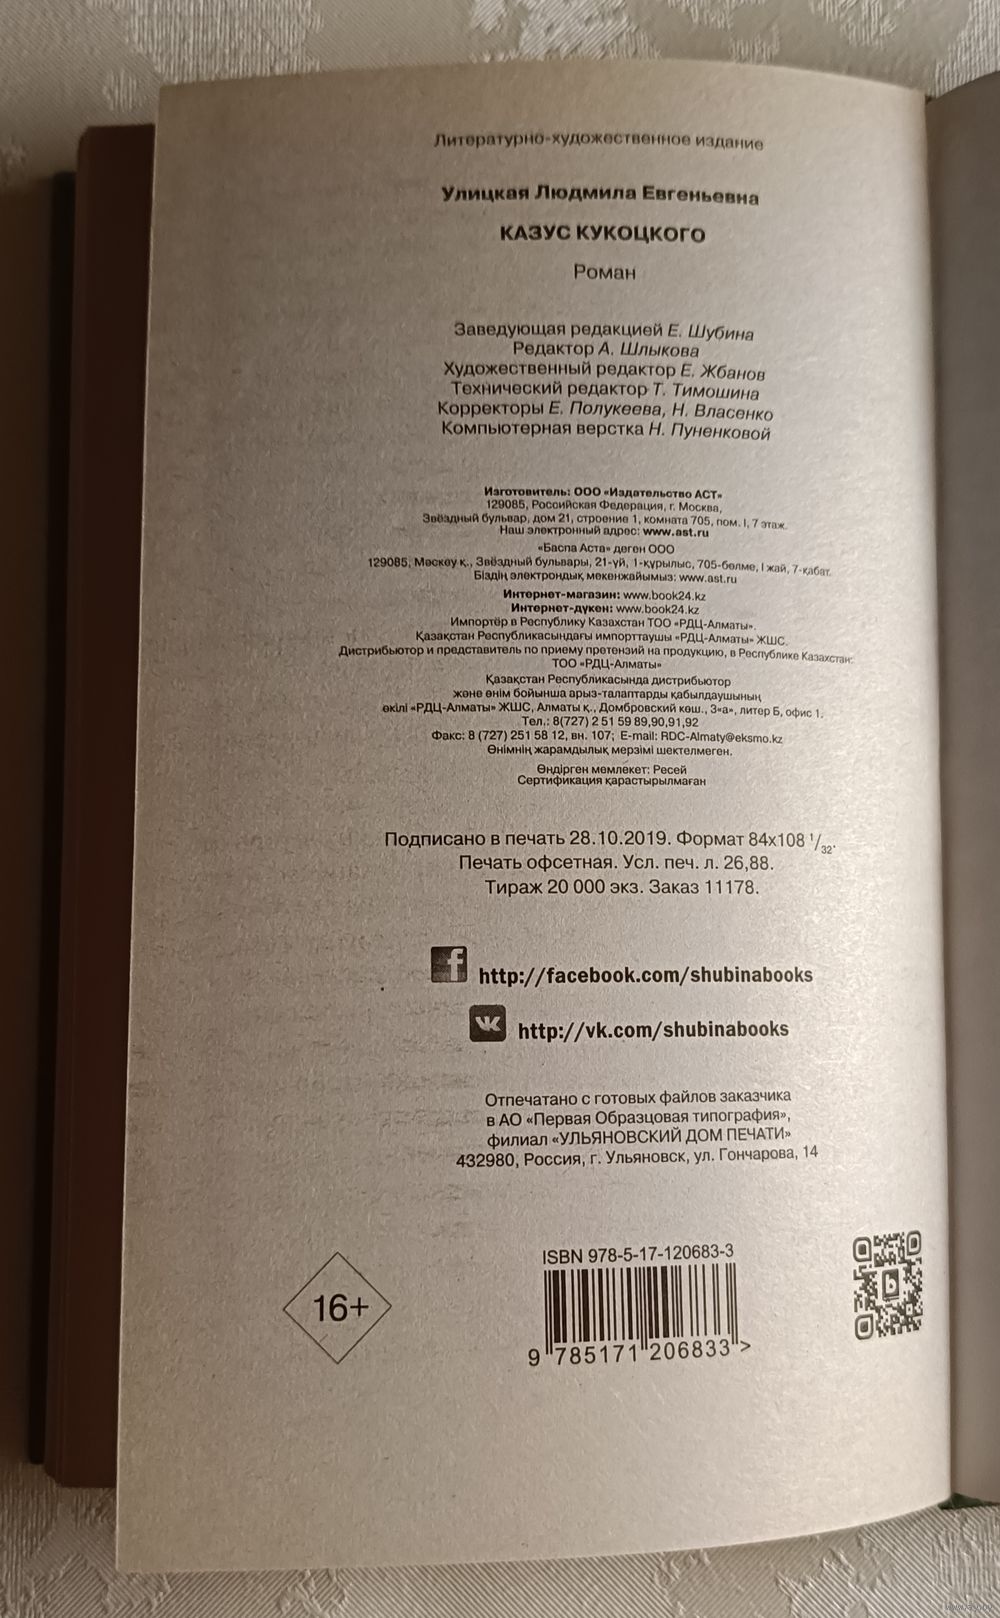 Литературно-художественное издание
Улицкая Людмила Евгеньевна
КАЗУС КУКОЦКОГО
Роман
Заведующая редакцией Е. Шубина
Редактор А. Шлыкова
Художественный редактор Е. Жбанов
Технический редактор Т. Тимошина
Корректоры Е. Полукеева, Н. Власенко
Компьютерная верстка Н. Пуненковой
Изготовитель: ООО «Издательство АСТ»
129085, Российская Федерация, г. Москва,
Звёздный бульвар, дом 21, строение 1, комната 705, пом. I, 7 этаж.
Наш электронный адрес: www.ast.ru
«Баспа Аста» деген ООО
129085, Мәскеу қ., Звёздный бульвары, 21-үй, 1-құрылыс, 705-бөлме, I жай, 7-қабат.
Біздің электрондық мекенжайымыз: www.ast.ru
Интернет-магазин: www.book24.kz
Интернет-дүкен: www.book24.kz
Импортёр в Республику Казахстан ТОО «РДЦ-Алматы».
Қазақстан Республикасындағы импорттаушы «РДЦ-Алматы» ЖШС.
Дистрибьютор и представитель по приему претензий на продукцию, в Республике Казахстан:
ТОО «РДЦ-Алматы»
Қазақстан Республикасында дистрибьютор
және өнім бойынша арыз-талаптарды қабылдаушының
өкілі «РДЦ-Алматы» ЖШС, Алматы қ., Домбровский көш., 3«а», литер Б, офис 1.
Тел.: 8(727) 2 51 59 89,90,91,92
Факс: 8 (727) 251 58 12, вн. 107; E-mail: RDC-Almaty@eksmo.kz
Өнімнің жарамдылық мерзімі шектелмеген.
Өндірген мемлекет: Ресей
Сертификация қарастырылмаған
Подписано в печать 28.10.2019. Формат 84x108 1/32.
Печать офсетная. Усл. печ. л. 26,88.
Тираж 20 000 экз. Заказ 11178.
http://facebook.com/shubinabooks
http://vk.com/shubinabooks
Отпечатано с готовых файлов заказчика
в АО «Первая Образцовая типография»,
филиал «УЛЬЯНОВСКИЙ ДОМ ПЕЧАТИ»
432980, Россия, г. Ульяновск, ул. Гончарова, 14
ISBN 978-5-17-120683-3
16+
9 785171 206833 >